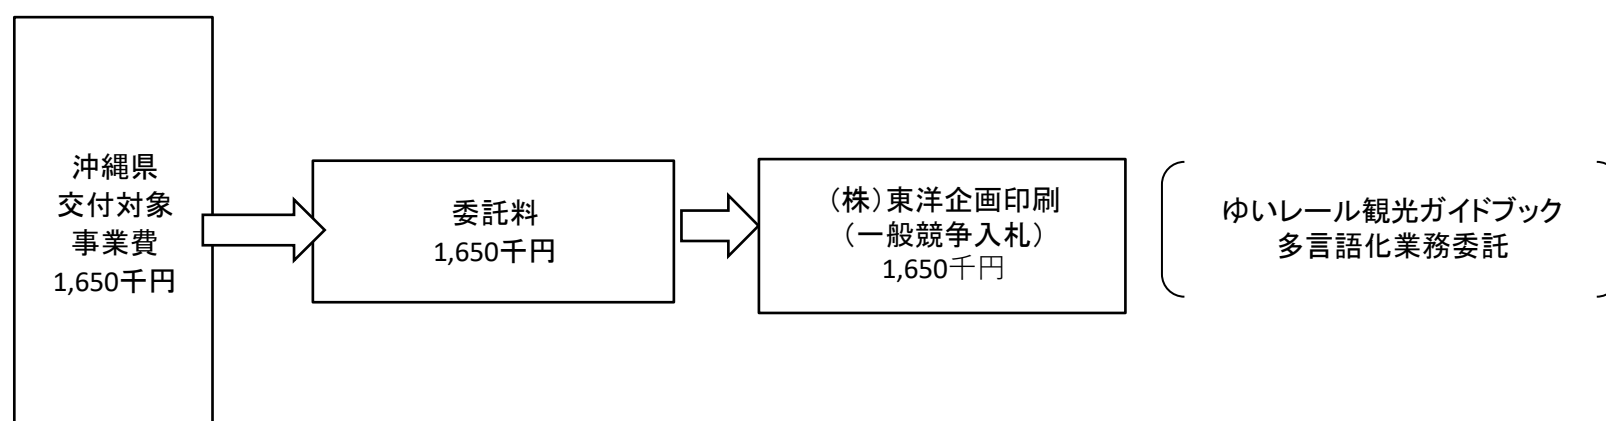 沖縄県
交付対象
事業費
1,650千円
委託料
1,650千円
（株）東洋企画印刷
（一般競争入札）
1,650千円
ゆいレール観光ガイドブック
多言語化業務委託